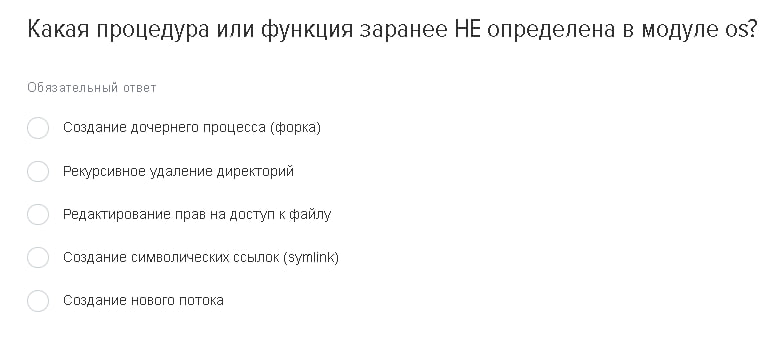 Какая процедура или функция заранее НЕ определена в модуле os?
Обязательный ответ
Создание дочернего процесса (форка)
Рекурсивное удаление директорий
Редактирование прав на доступ к файлу
Создание символических ссылок (symlink)
Создание нового потока